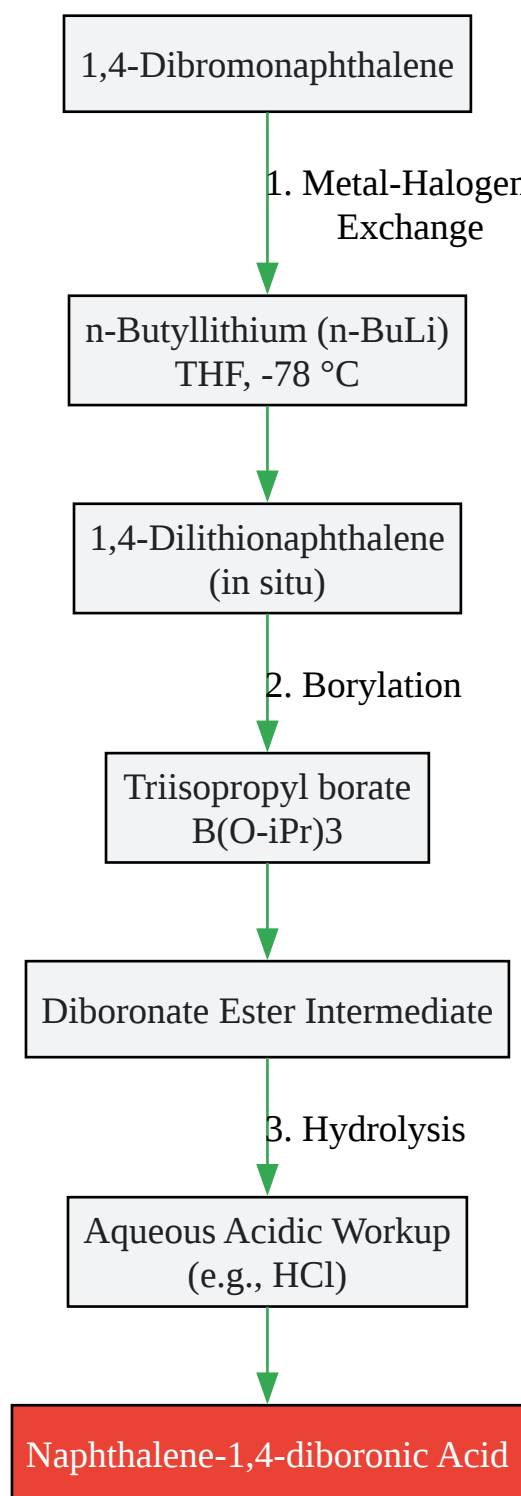 1,4-Dibromonaphthalene
1. Metal-Halogen
Exchange
n-Butyllithium (n-BuLi)
THF, -78 °C
1,4-Dilithionaphthalene
(in situ)
2. Borylation
Triisopropyl borate
B(O-iPr)3
Diboronate Ester Intermediate
3. Hydrolysis
Aqueous Acidic Workup
(e.g., HCl)
Naphthalene-1,4-diboronic Acid